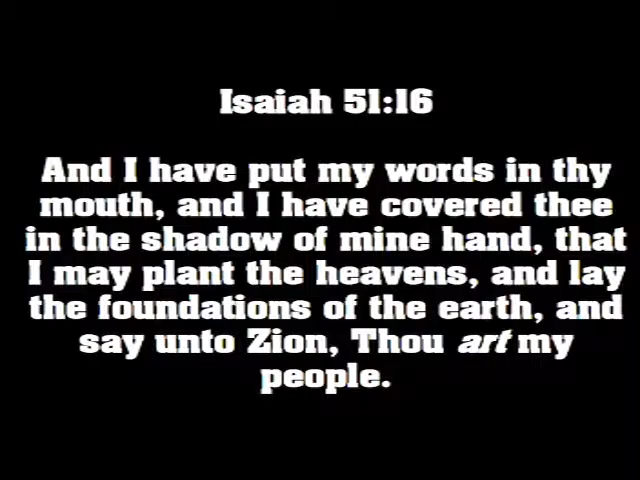 Isaiah 51:16
And I have put my words in thy
mouth, and I have covered thee
in the shadow of mine hand, that
I may plant the heavens, and lay
the foundations of the earth, and
say unto Zion, Thou art my
people.